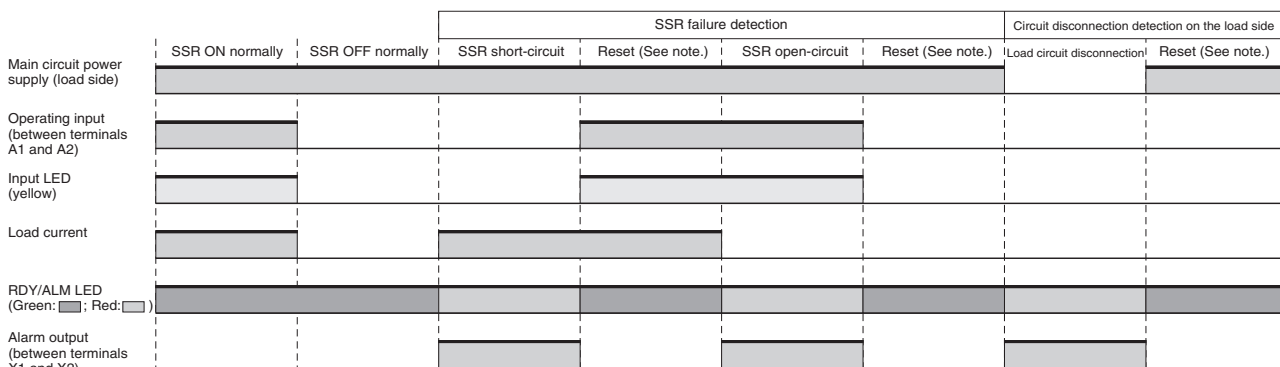 SSR failure detection
Circuit disconnection detection on the load side
SSR ON normally
SSR OFF normally
SSR short-circuit
Reset (See note.)
SSR open-circuit
Reset (See note.)
Load circuit disconnection
Reset (See note.)
Main circuit power
supply (load side)
Operating input
(between terminals
A1 and A2)
Input LED
(yellow)
Load current
RDY/ALM LED
(Green: ; Red: )
Alarm output
(between terminals
X1 and X2)